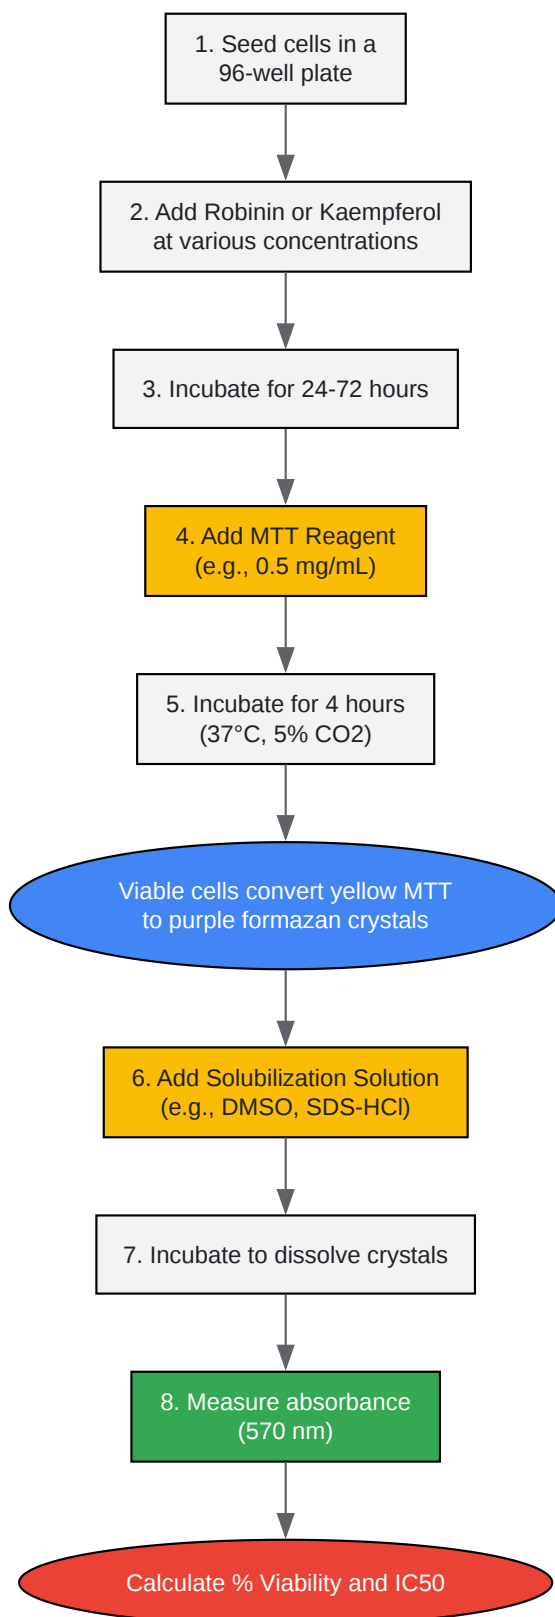 1. Seed cells in a
96-well plate
2. Add Robinin or Kaempferol
at various concentrations
3. Incubate for 24-72 hours
4. Add MTT Reagent
(e.g., 0.5 mg/mL)
5. Incubate for 4 hours
(37°C, 5% CO2)
Viable cells convert yellow MTT
to purple formazan crystals
6. Add Solubilization Solution
(e.g., DMSO, SDS-HCl)
7. Incubate to dissolve crystals
8. Measure absorbance
(570 nm)
Calculate % Viability and IC50